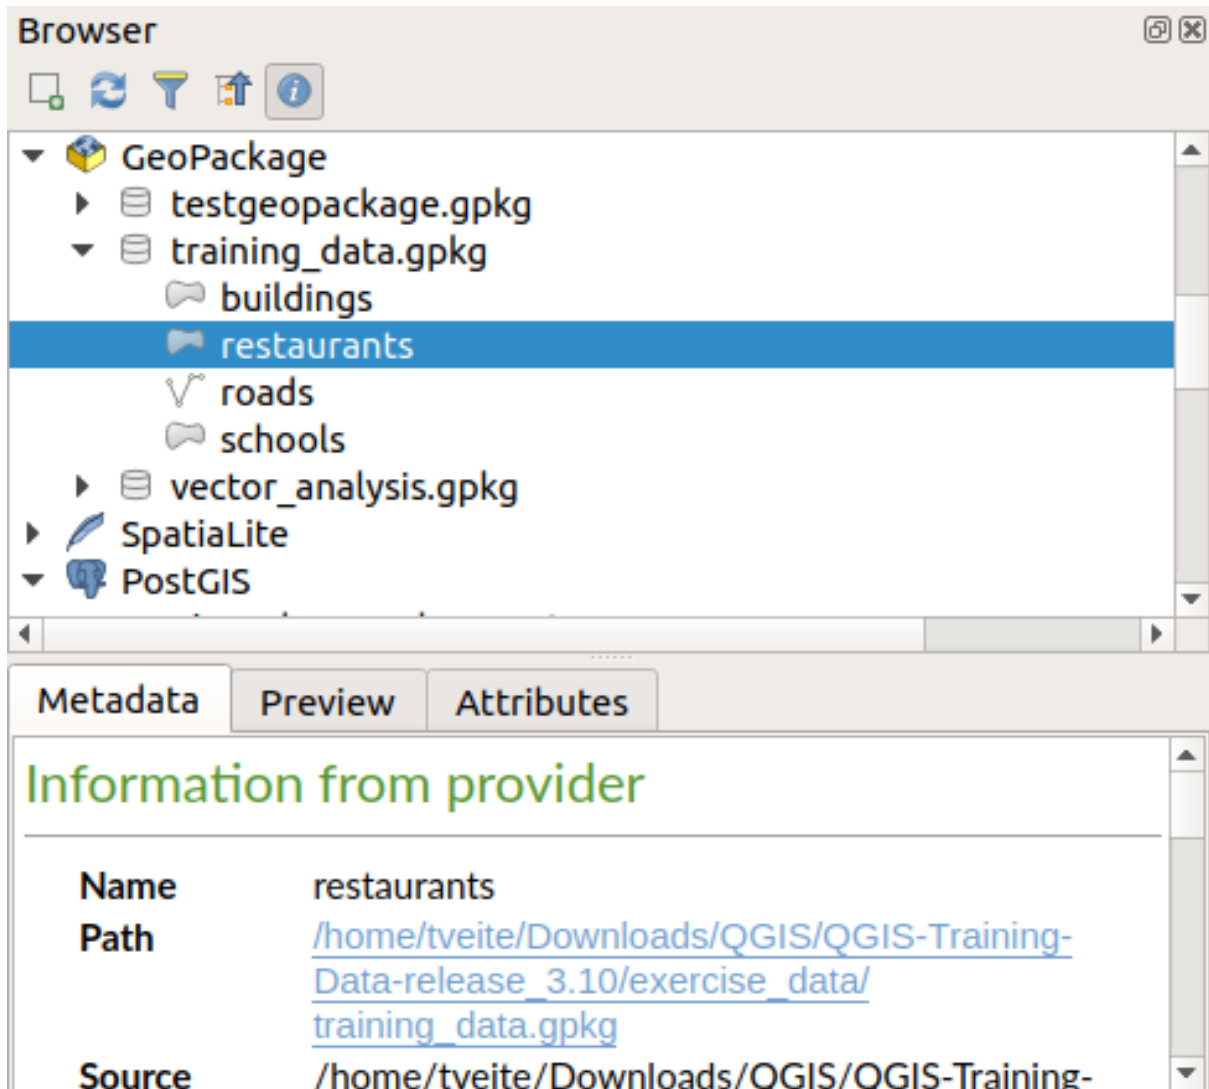 Browser
GeoPackage
testgeopackage.gpkg
training_data.gpkg
buildings
restaurants
roads
schools
vector_analysis.gpkg
SpatiaLite
PostGIS
Metadata Preview Attributes
Information from provider
Name restaurants
Path /home/tveite/Downloads/QGIS/QGIS-Training-
Data-release_3.10/exercise_data/
training_data.gpkg
Source /home/tveite/Downloads/QGIS/QGIS-Training-